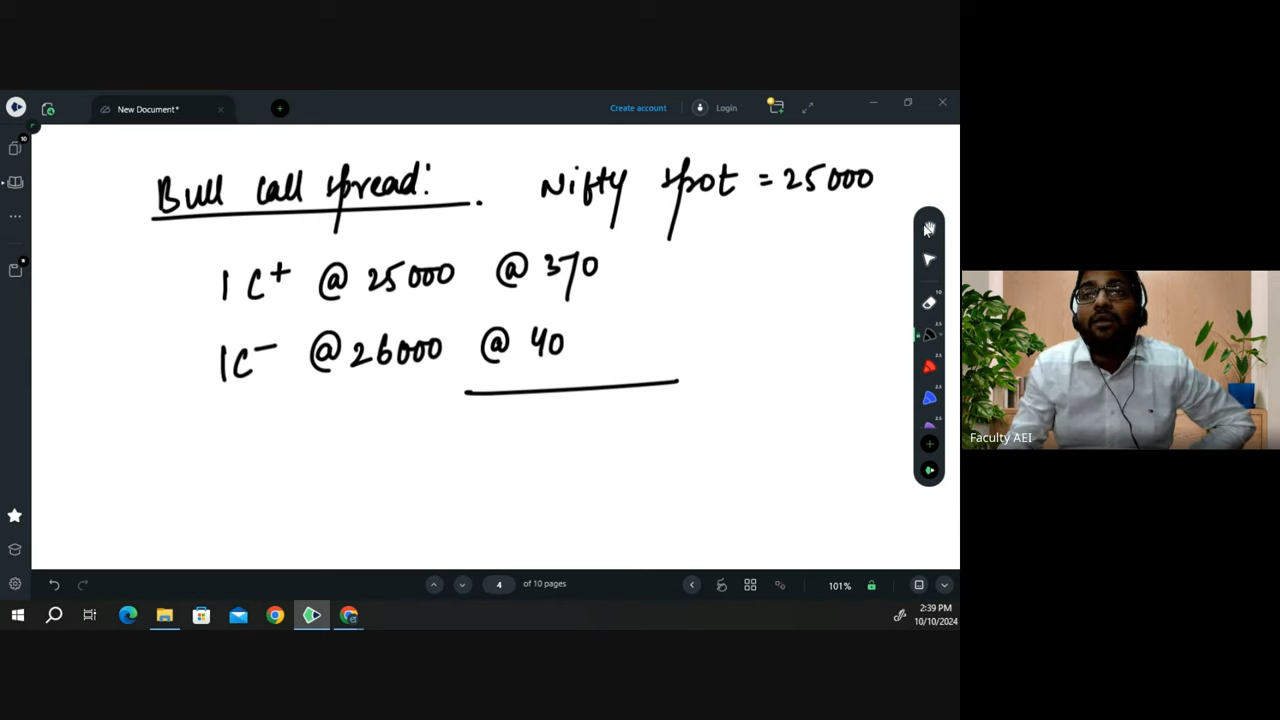 New Document*
Create account
Login
Bull call spread: Nifty spot = 25000
1 C+ @ 25000 @ 370
1C- @ 26000 @ 40
Faculty AEI
4 of 10 pages
101%
2:39 PM
10/10/2024